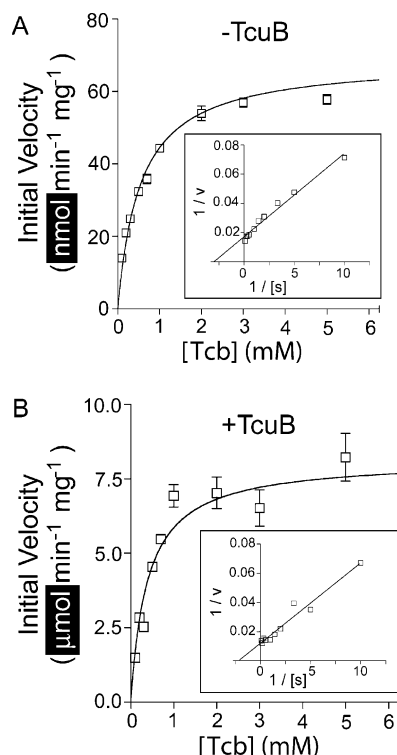 A
-TcuB
80
60
40
20
0
Initial Velocity
( nmol min⁻¹ mg⁻¹ )
0.08
0.06
0.04
0.02
1 / v
0
5
10
1 / [s]
0 1 2 3 4 5 6
[Tcb] (mM)
B
+TcuB
10.0
7.5
5.0
2.5
0.0
Initial Velocity
( μmol min⁻¹ mg⁻¹ )
0.08
0.06
0.04
0.02
1 / v
0
5
10
1 / [s]
0 1 2 3 4 5 6
[Tcb] (mM)